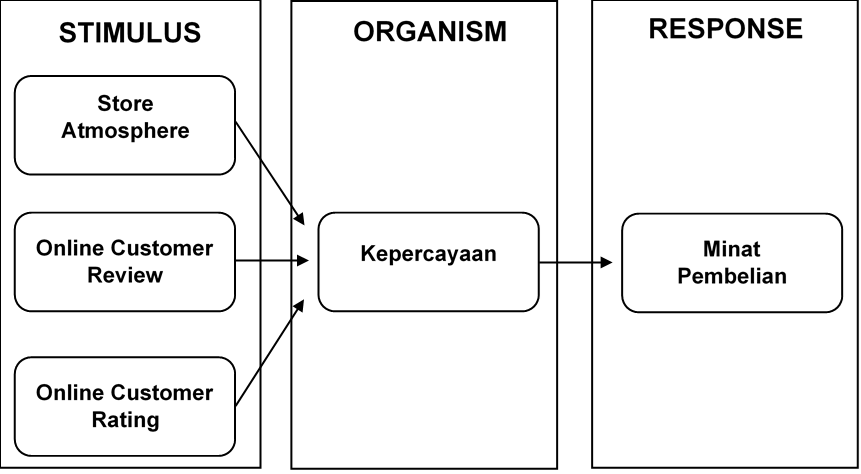 STIMULUS
Store
Atmosphere
Online Customer
Review
Online Customer
Rating
ORGANISM
Kepercayaan
RESPONSE
Minat
Pembelian